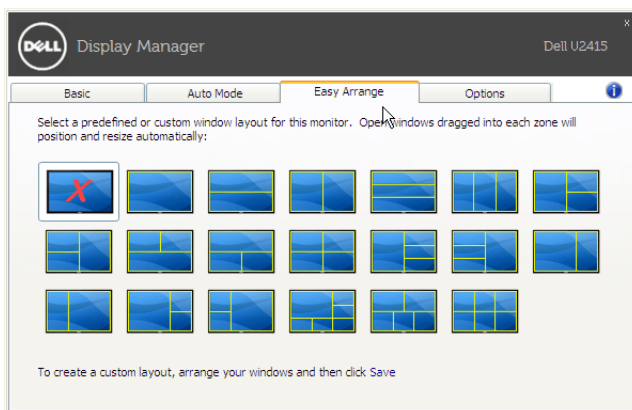 x
DELL Display Manager Dell U2415
Basic Auto Mode Easy Arrange Options i
Select a predefined or custom window layout for this monitor. Open windows dragged into each zone will
position and resize automatically:
X
To create a custom layout, arrange your windows and then click Save